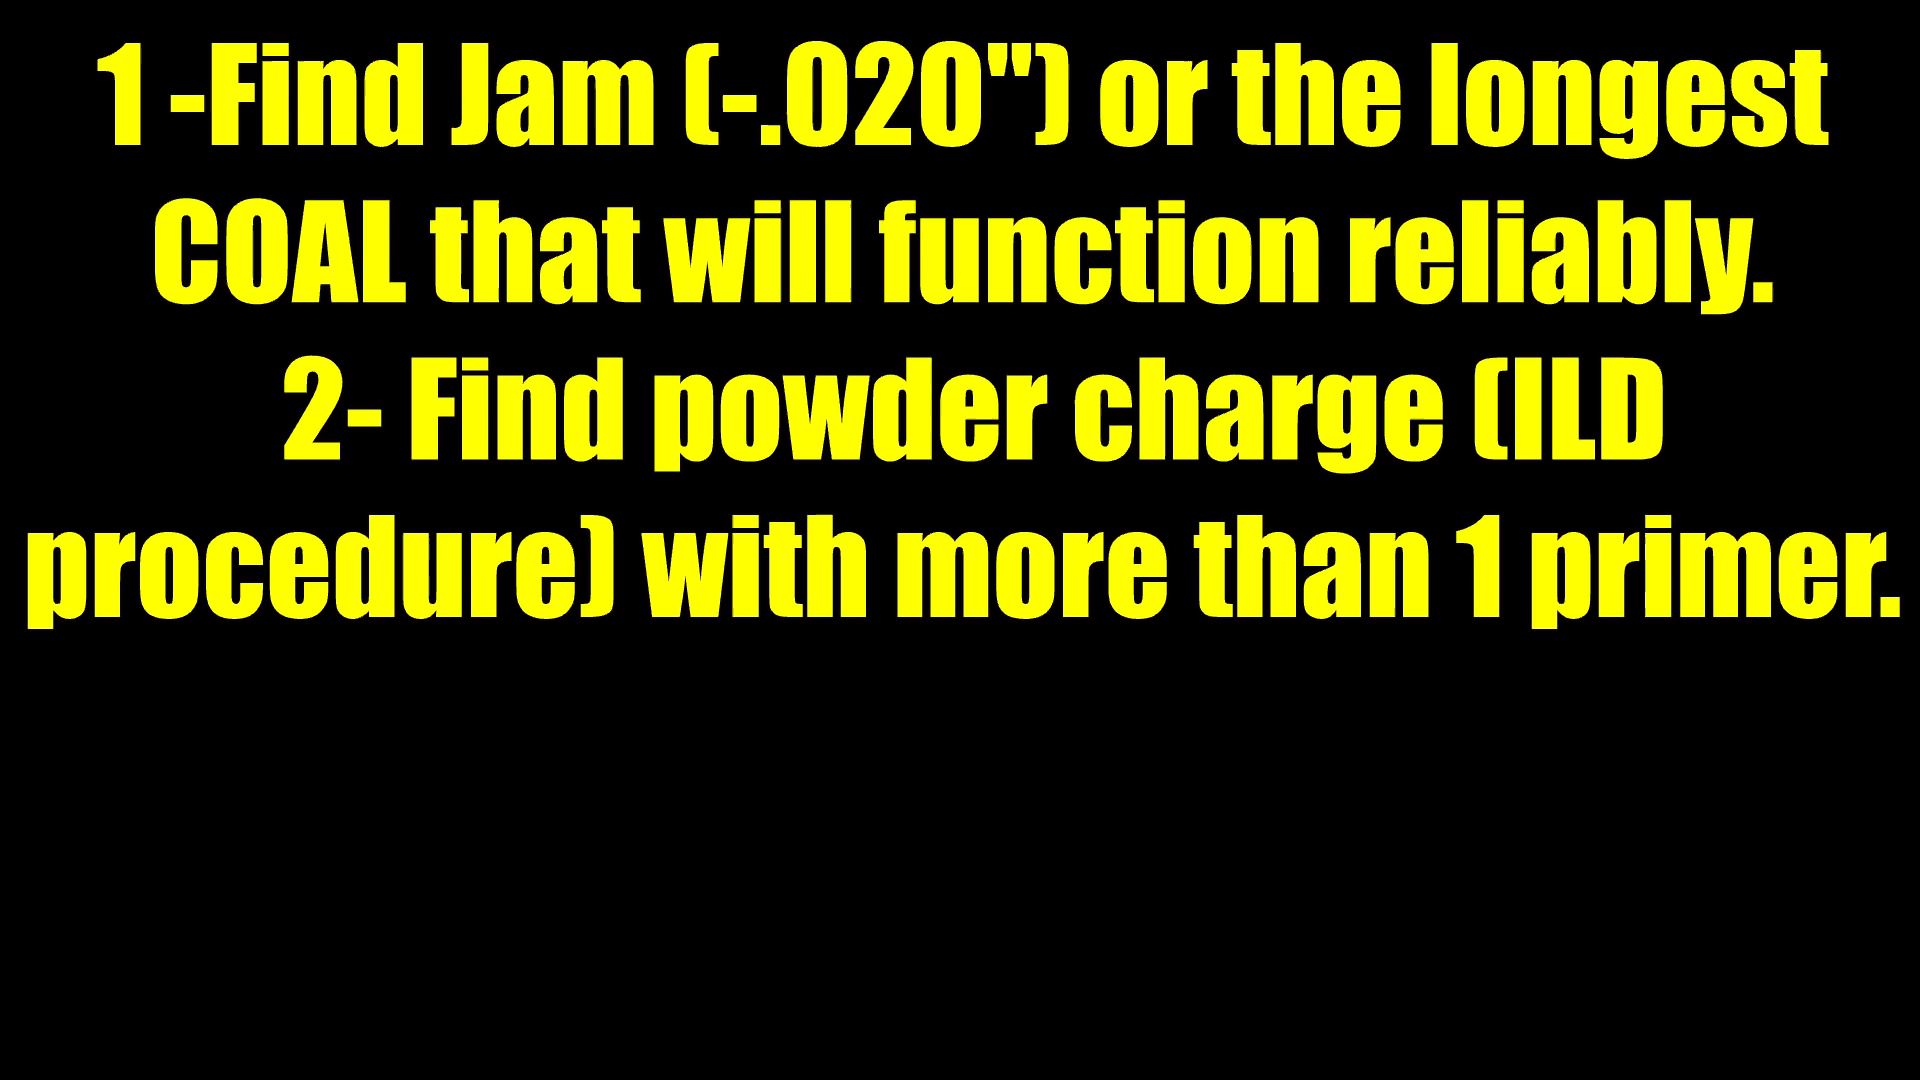 1 -Find Jam (-.020") or the longest
COAL that will function reliably.
2- Find powder charge (ILD
procedure) with more than 1 primer.